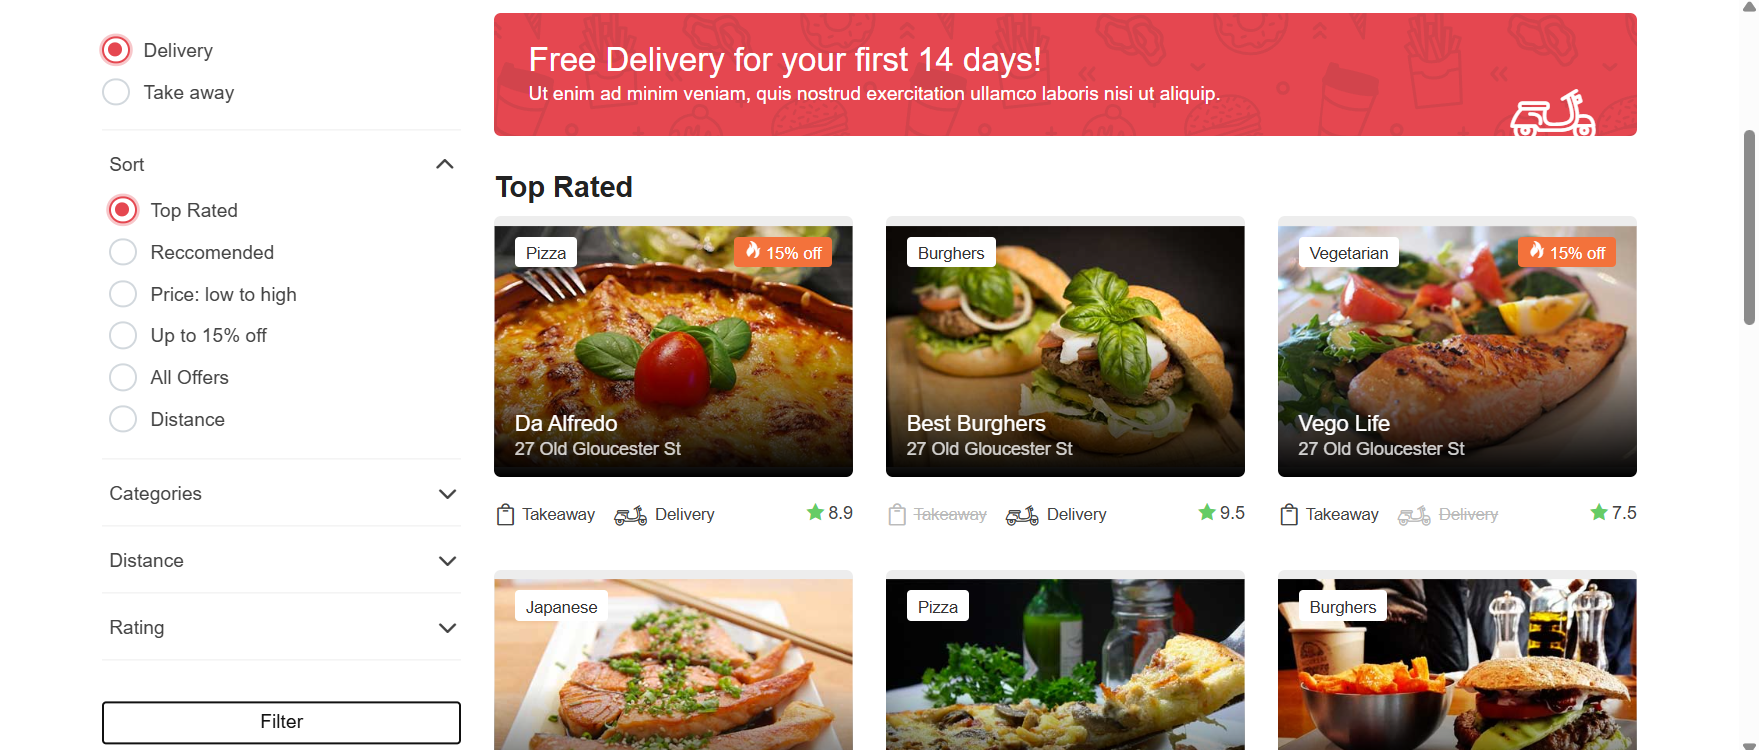 Delivery
Take away
Sort
Top Rated
Reccomended
Price: low to high
Up to 15% off
All Offers
Distance
Categories
Distance
Rating
Filter
Free Delivery for your first 14 days!
Ut enim ad minim veniam, quis nostrud exercitation ullamco laboris nisi ut aliquip.
Top Rated
Pizza
15% off
Da Alfredo
27 Old Gloucester St
Takeaway Delivery 8.9
Burghers
Best Burghers
27 Old Gloucester St
Takeaway Delivery 9.5
Vegetarian
15% off
Vego Life
27 Old Gloucester St
Takeaway Delivery 7.5
Japanese
Pizza
Burghers